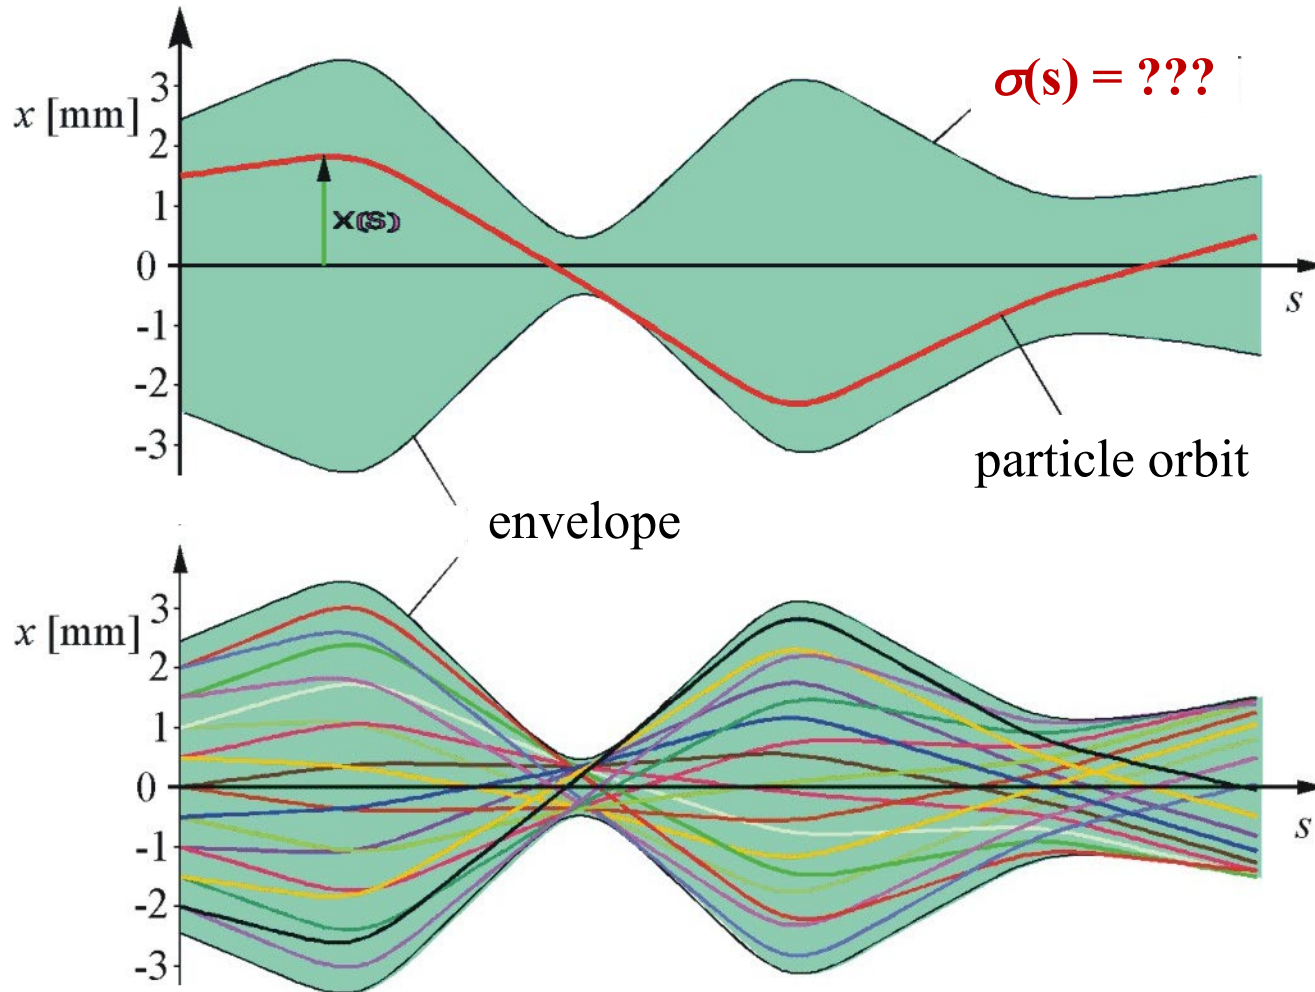 σ(s) = ???
3
x [mm]
2
1
X(S)
0
s
-1
-2
-3
particle orbit
envelope
3
x [mm]
2
1
0
s
-1
-2
-3